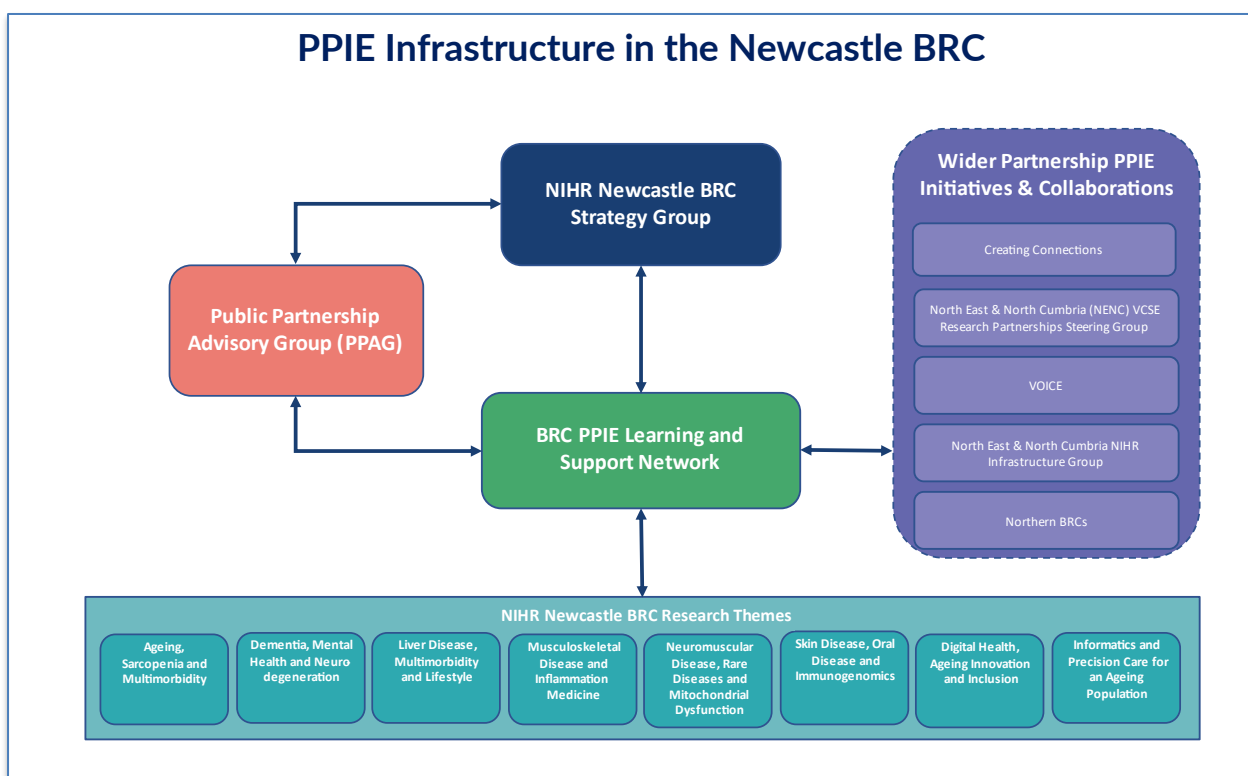 PPIE Infrastructure in the Newcastle BRC
NIHR Newcastle BRC
Strategy Group
Public Partnership
Advisory Group (PPAG)
BRC PPIE Learning and
Support Network
Wider Partnership PPIE
Initiatives & Collaborations
Creating Connections
North East & North Cumbria (NENC) VCSE
Research Partnerships Steering Group
VOICE
North East & North Cumbria NIHR
Infrastructure Group
Northern BRCs
NIHR Newcastle BRC Research Themes
Ageing,
Sarcopenia and
Multimorbidity
Dementia, Mental
Health and Neuro
degeneration
Liver Disease,
Multimorbidity
and Lifestyle
Musculoskeletal
Disease and
Inflammation
Medicine
Neuromuscular
Disease, Rare
Diseases and
Mitochondrial
Dysfunction
Skin Disease, Oral
Disease and
Immunogenomics
Digital Health,
Ageing Innovation
and Inclusion
Informatics and
Precision Care for
an Ageing
Population